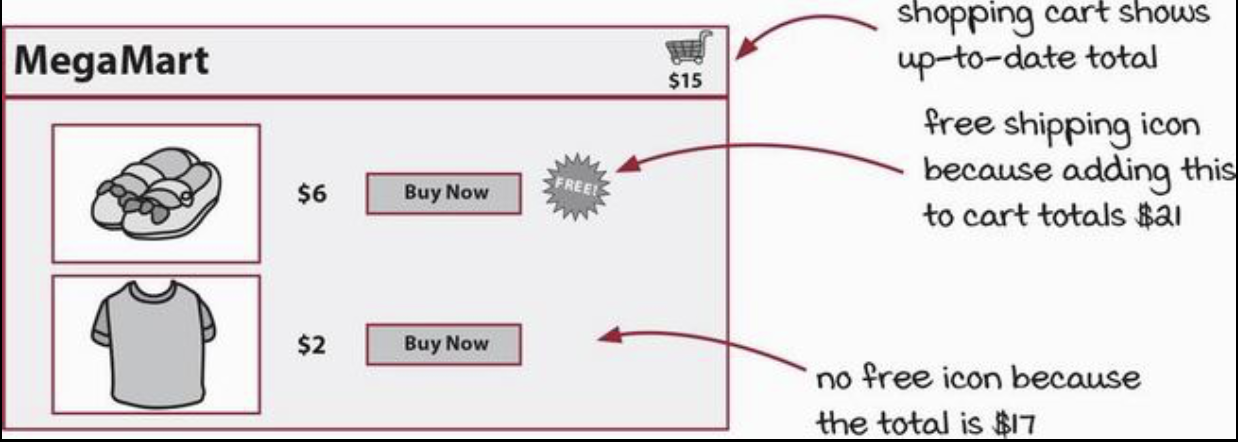 MegaMart
$15
shopping cart shows
up-to-date total
$6
Buy Now
FREE!
free shipping icon
because adding this
to cart totals $21
$2
Buy Now
no free icon because
the total is $17